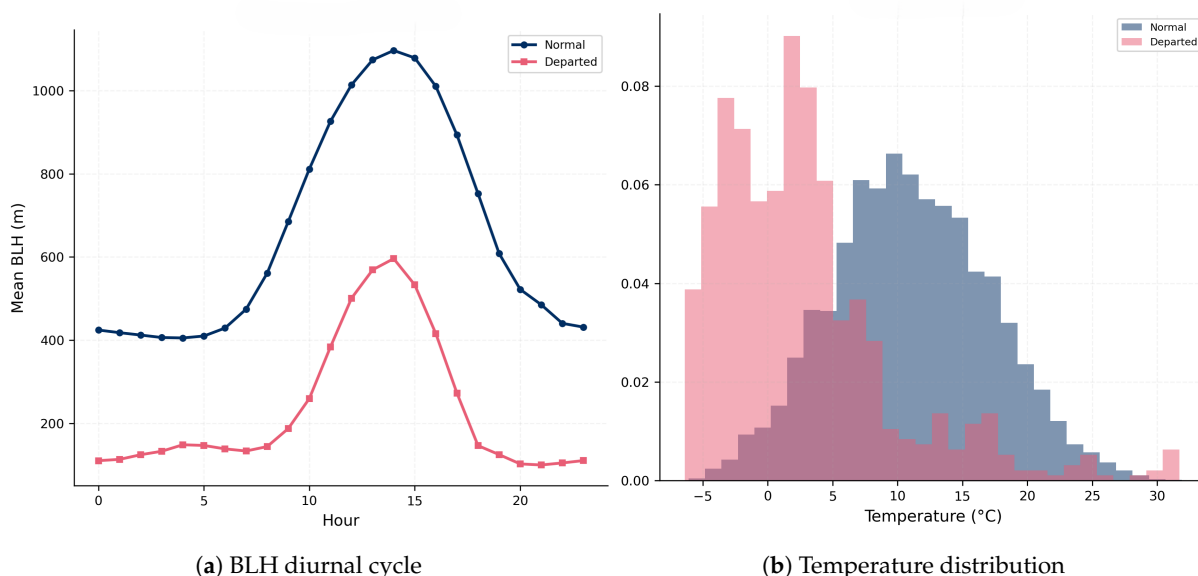 Mean BLH (m)
1000
800
600
400
200
0
5
10
15
20
Hour
Normal
Departed
(a) BLH diurnal cycle
0.08
0.06
0.04
0.02
0.00
−5
0
5
10
15
20
25
30
Temperature (°C)
Normal
Departed
(b) Temperature distribution